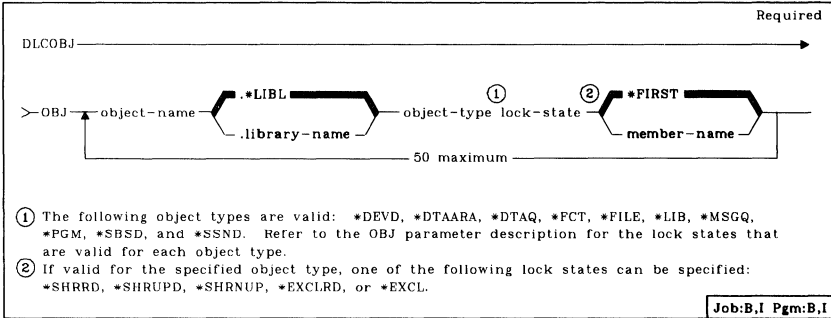 Required
DLCOBJ
.*LIBL
① ② *FIRST
OBJ object-name object-type lock-state
.library-name member-name
50 maximum
① The following object types are valid: *DEVD, *DTAARA, *DTAQ, *FCT, *FILE, *LIB, *MSGQ,
*PGM, *SBSD, and *SSND. Refer to the OBJ parameter description for the lock states that
are valid for each object type.
② If valid for the specified object type, one of the following lock states can be specified:
*SHRRD, *SHRUPD, *SHRNUP, *EXCLRD, or *EXCL.
Job:B,I Pgm:B,I